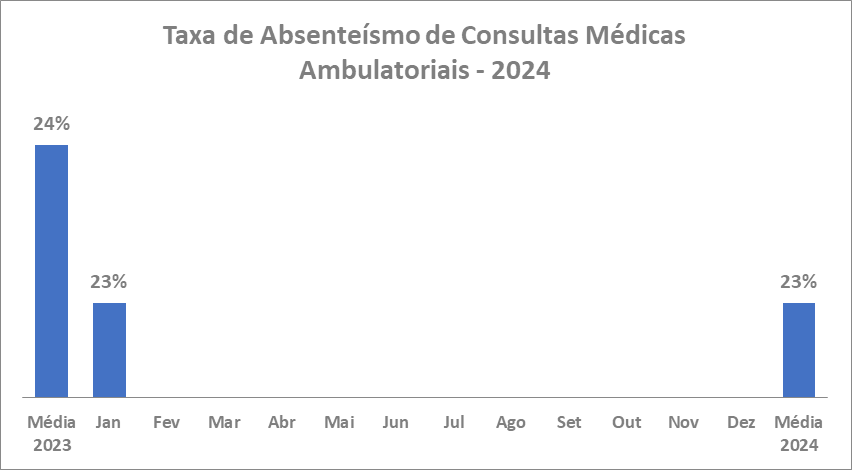 Taxa de Absenteísmo de Consultas Médicas
Ambulatoriais - 2024
24%
23%
23%
Média 2023
Jan
Fev
Mar
Abr
Mai
Jun
Jul
Ago
Set
Out
Nov
Dez
Média 2024